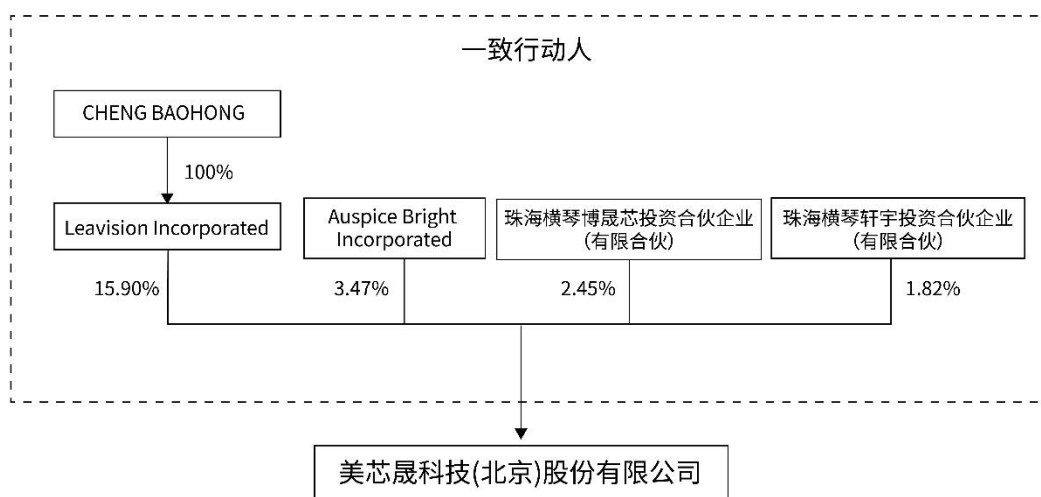 一致行动人
CHENG BAOHONG
100%
Leavision Incorporated
Auspice Bright
Incorporated
珠海横琴博晟芯投资合伙企业
（有限合伙）
珠海横琴轩宇投资合伙企业
（有限合伙）
15.90%
3.47%
2.45%
1.82%
美芯晟科技(北京)股份有限公司